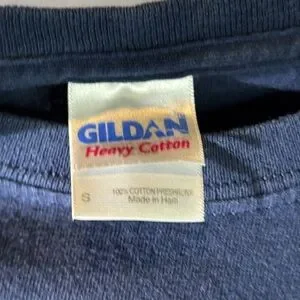 GILDAN
Heavy Cotton
S
100% COTTON PRESHRUNK
Made in Haiti